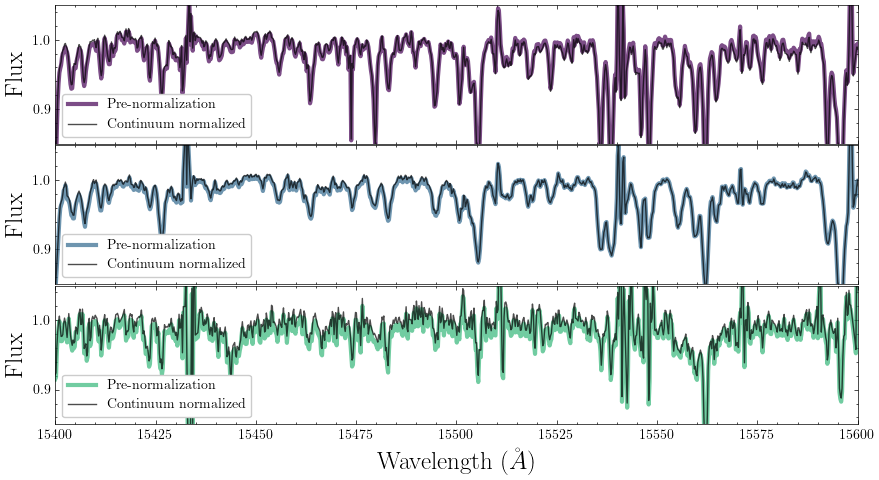 Flux
1.0
0.9
Pre-normalization
Continuum normalized
Flux
1.0
0.9
Pre-normalization
Continuum normalized
Flux
1.0
0.9
Pre-normalization
Continuum normalized
15400 15425 15450 15475 15500 15525 15550 15575 15600
Wavelength (Å)